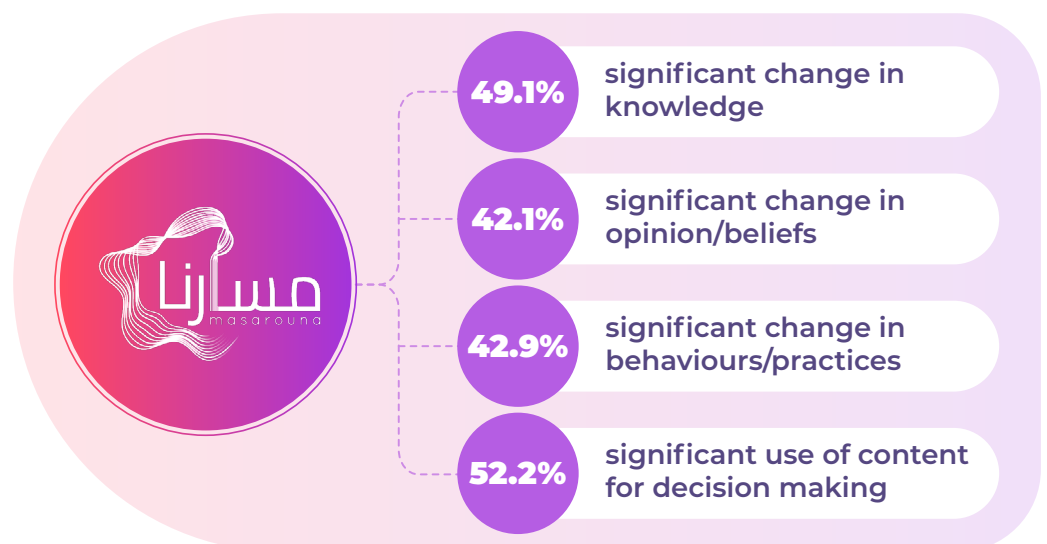 مسارنا
masarouna
49.1%
significant change in
knowledge
42.1%
significant change in
opinion/beliefs
42.9%
significant change in
behaviours/practices
52.2%
significant use of content
for decision making